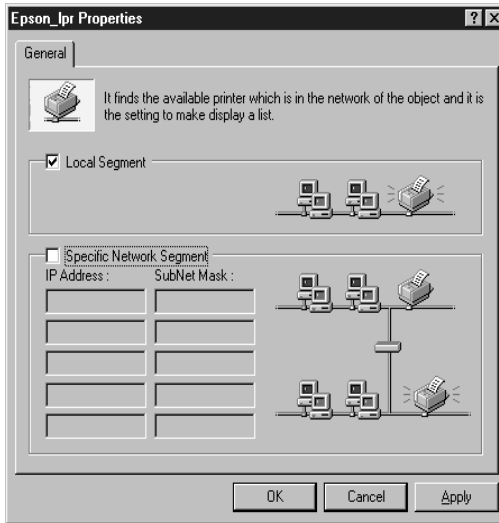 Epson_lpr Properties
General
It finds the available printer which is in the network of the object and it is
the setting to make display a list.
Local Segment
Specific Network Segment
IP Address : SubNet Mask :
OK Cancel Apply